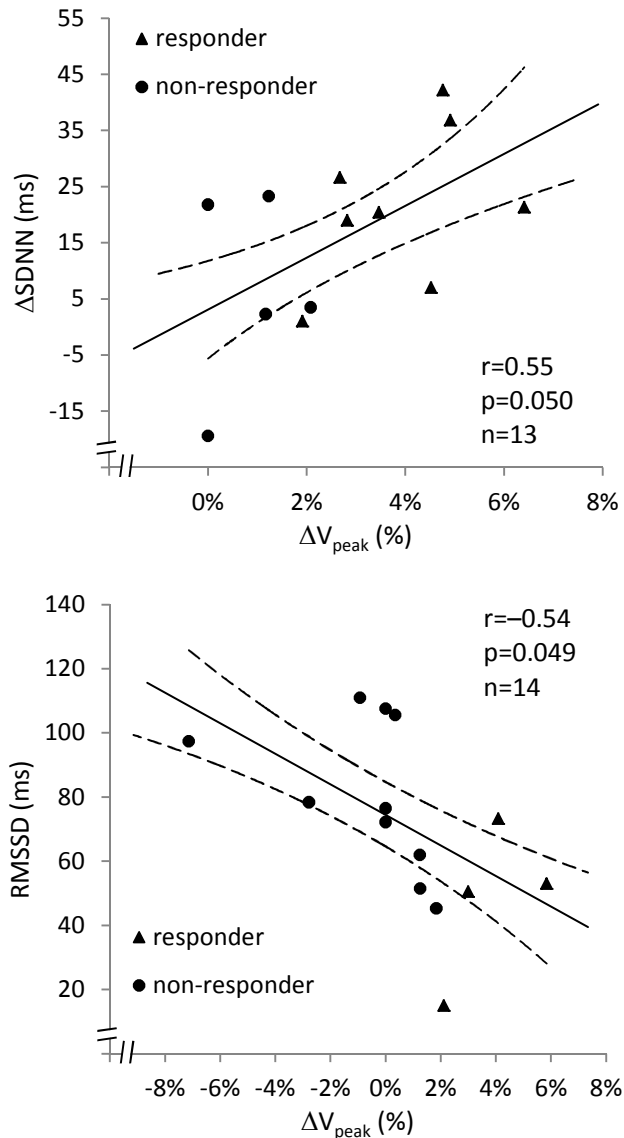 55
45
35
25
15
5
-5
-15
ΔSDNN (ms)
responder
non-responder
r=0.55
p=0.050
n=13
0% 2% 4% 6% 8%
ΔVpeak (%)
140
120
100
80
60
40
20
RMSSD (ms)
r=–0.54
p=0.049
n=14
responder
non-responder
-8% -6% -4% -2% 0% 2% 4% 6% 8%
ΔVpeak (%)